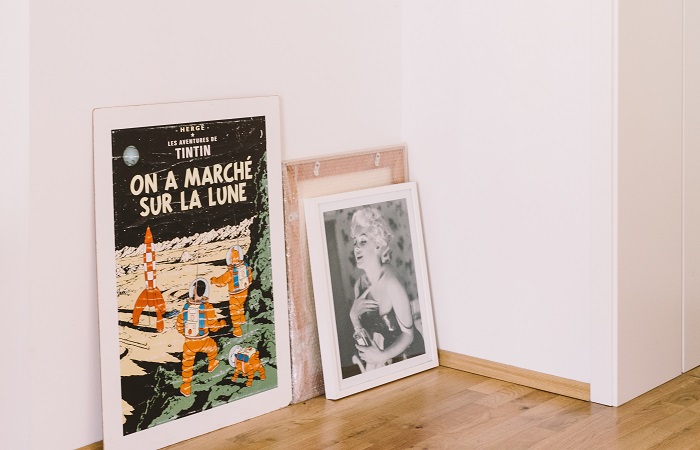 - HERGÉ -
LES AVENTURES DE
TINTIN
ON A MARCHÉ
SUR LA LUNE